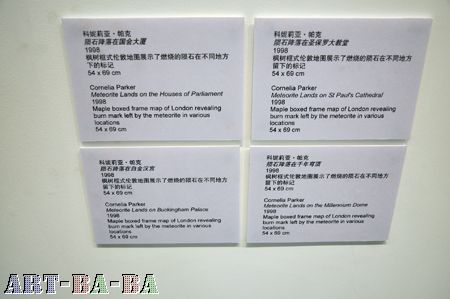 科妮莉亚·帕克
陨石降落在国会大厦
1998
枫树框式伦敦地图展示了燃烧的陨石在不同地方
留下的标记
54 x 69 cm
Cornelia Parker
Meteorite Lands on the Houses of Parliament
1998
Maple boxed frame map of London revealing
burn mark left by the meteorite in various
locations
54 x 69 cm
科妮莉亚·帕克
陨石降落在圣保罗大教堂
1998
枫树框式伦敦地图展示了燃烧的陨石在不同地方
留下的标记
54 x 69 cm
Cornelia Parker
Meteorite Lands on St Paul's Cathedral
1998
Maple boxed frame map of London revealing
burn mark left by the meteorite in various
locations
54 x 69 cm
科妮莉亚·帕克
陨石降落在白金汉宫
1998
枫树框式伦敦地图展示了燃烧的陨石在不同地方
留下的标记
54 x 69 cm
Cornelia Parker
Meteorite Lands on Buckingham Palace
1998
Maple boxed frame map of London revealing
burn mark left by the meteorite in various
locations
54 x 69 cm
科妮莉亚·帕克
陨石降落在千年穹顶
1998
枫树框式伦敦地图展示了燃烧的陨石在不同地方
留下的标记
54 x 69 cm
Cornelia Parker
Meteorite Lands on the Millennium Dome
1998
Maple boxed frame map of London revealing
burn mark left by the meteorite in various
locations
54 x 69 cm
ART-BA-BA